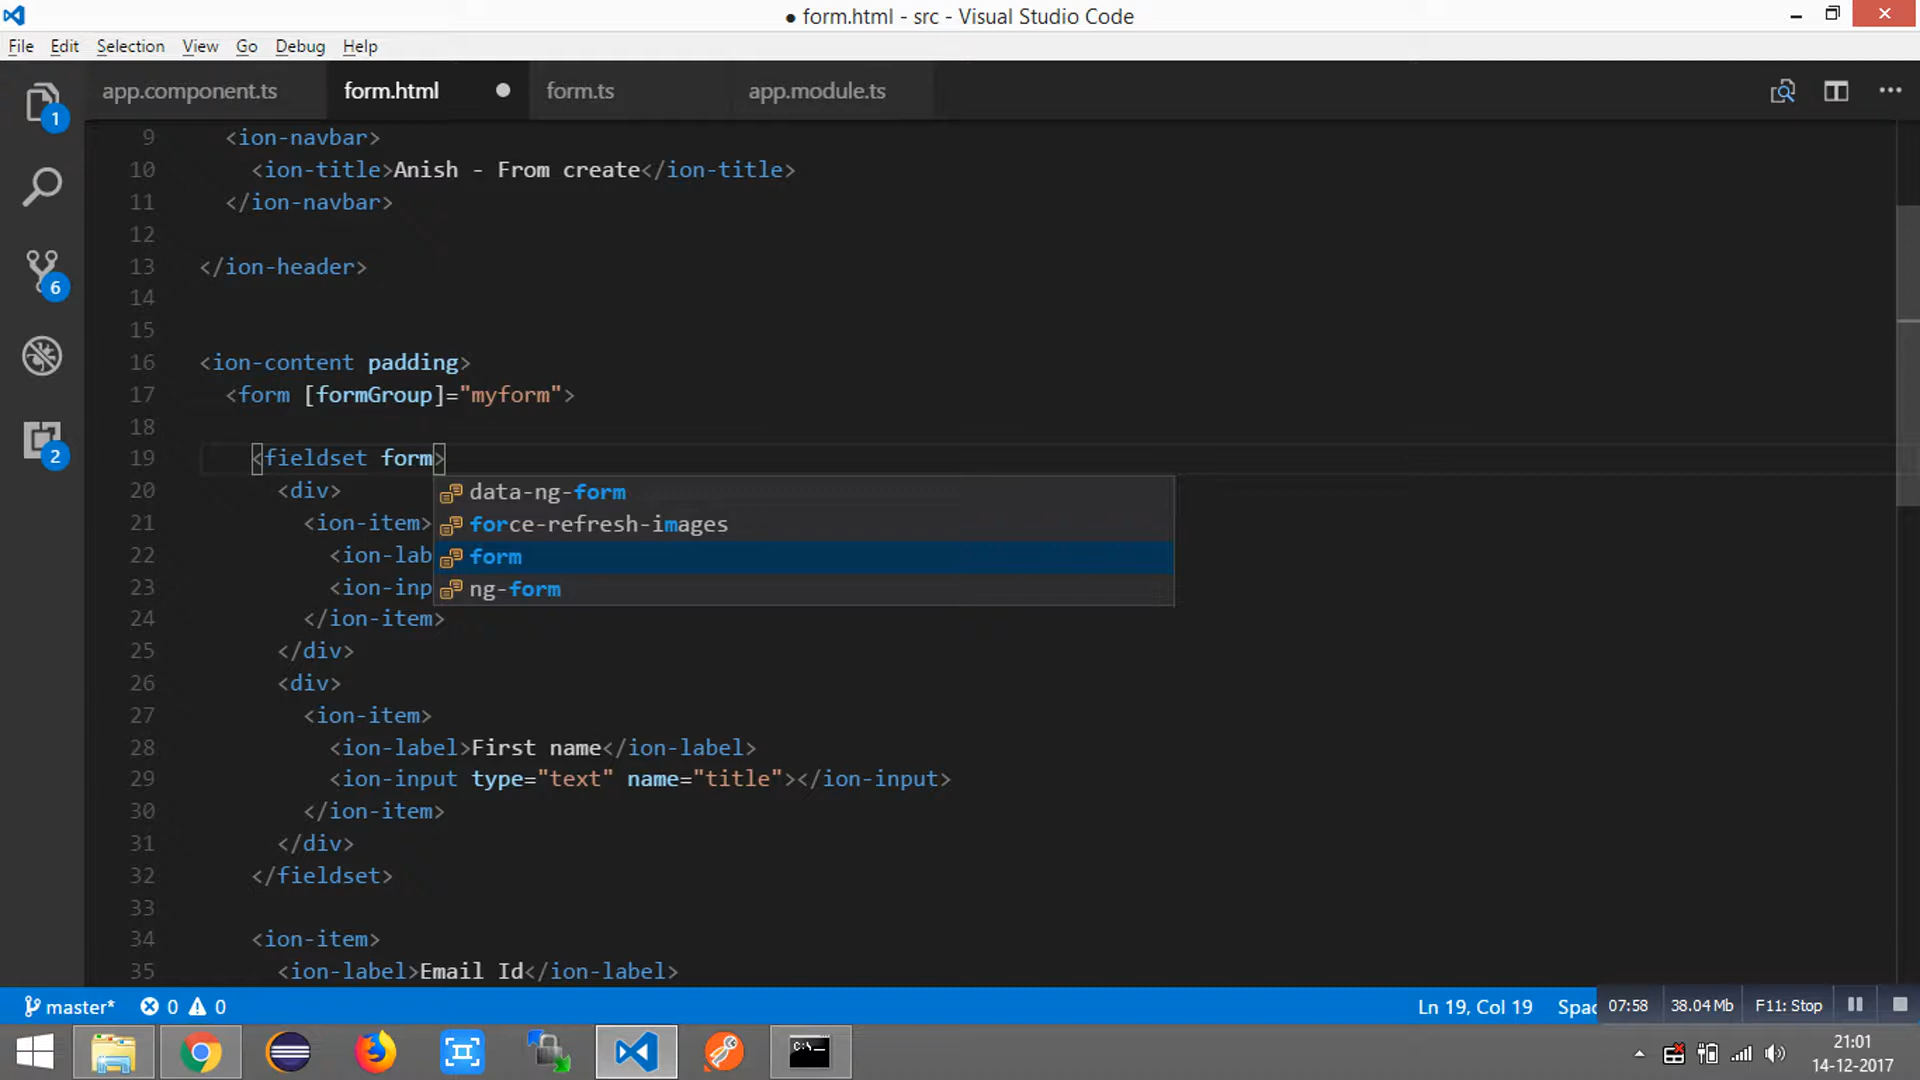 ● form.html - src - Visual Studio Code
File Edit Selection View Go Debug Help
app.component.ts form.html form.ts app.module.ts
1
6
2
9 <ion-navbar>
10 <ion-title>Anish - From create</ion-title>
11 </ion-navbar>
12
13 </ion-header>
14
15
16 <ion-content padding>
17 <form [formGroup]="myform">
18
19 <fieldset form>
data-ng-form
force-refresh-images
form
ng-form
20 <div>
21 <ion-item>
22 <ion-lab
23 <ion-inp
24 </ion-item>
25 </div>
26 <div>
27 <ion-item>
28 <ion-label>First name</ion-label>
29 <ion-input type="text" name="title"></ion-input>
30 </ion-item>
31 </div>
32 </fieldset>
33
34 <ion-item>
35 <ion-label>Email Id</ion-label>
master* 0 0 Ln 19, Col 19 Spac 07:58 38.04 Mb F11: Stop
C:\
21:01
14-12-2017